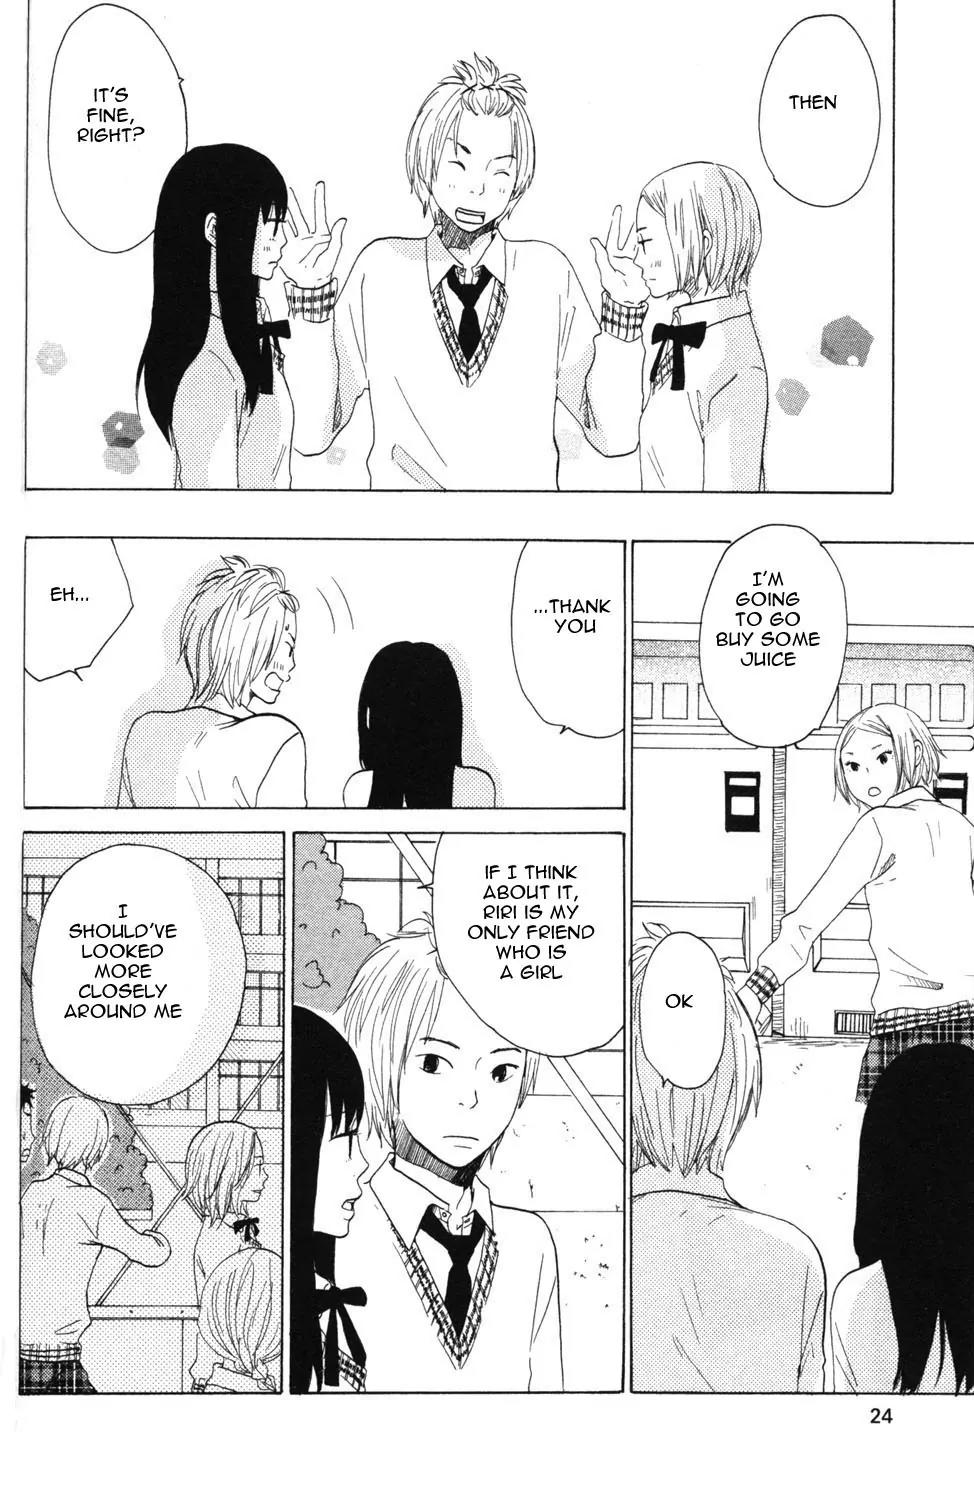 THEN
IT'S
FINE,
RIGHT?
I'M
GOING
TO GO
BUY SOME
JUICE
OK
...THANK
YOU
EH...
IF I THINK
ABOUT IT,
RIRI IS MY
ONLY FRIEND
WHO IS
A GIRL
I
SHOULD'VE
LOOKED
MORE
CLOSELY
AROUND ME
24